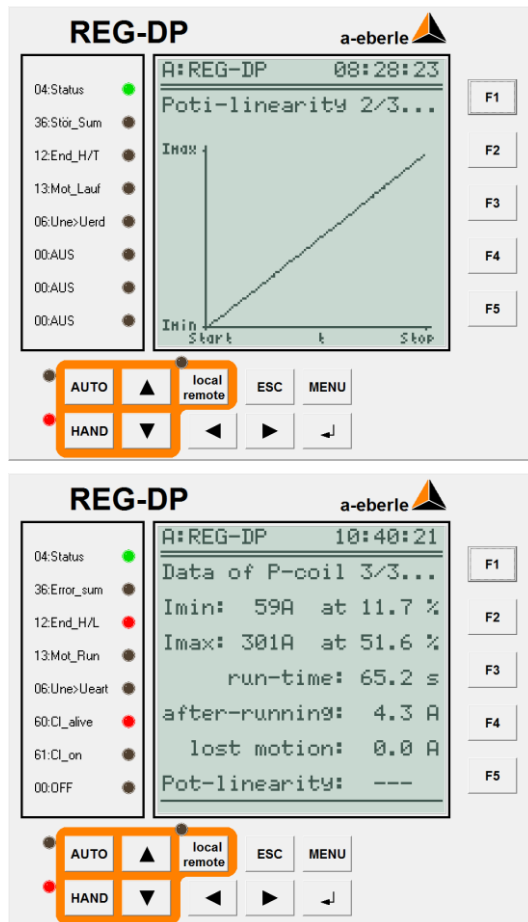 REG-DP
a-eberle
04:Status
36:Stör_Sum
12:End_H/T
13:Mot_Lauf
06:Une>Uerd
00:AUS
00:AUS
00:AUS
A:REG-DP 08:28:23
Poti-linearity 2/3...
Imax
Imin
Start t Stop
F1
F2
F3
F4
F5
AUTO
local
remote
ESC
MENU
HAND
REG-DP
a-eberle
04:Status
36:Error_sum
12:End_H/L
13:Mot_Run
06:Une>Ueart
60:CI_alive
61:CI_on
00:OFF
A:REG-DP 10:40:21
Data of P-coil 3/3...
Imin: 59A at 11.7 %
Imax: 301A at 51.6 %
run-time: 65.2 s
after-running: 4.3 A
lost motion: 0.0 A
Pot-linearity: ---
F1
F2
F3
F4
F5
AUTO
local
remote
ESC
MENU
HAND